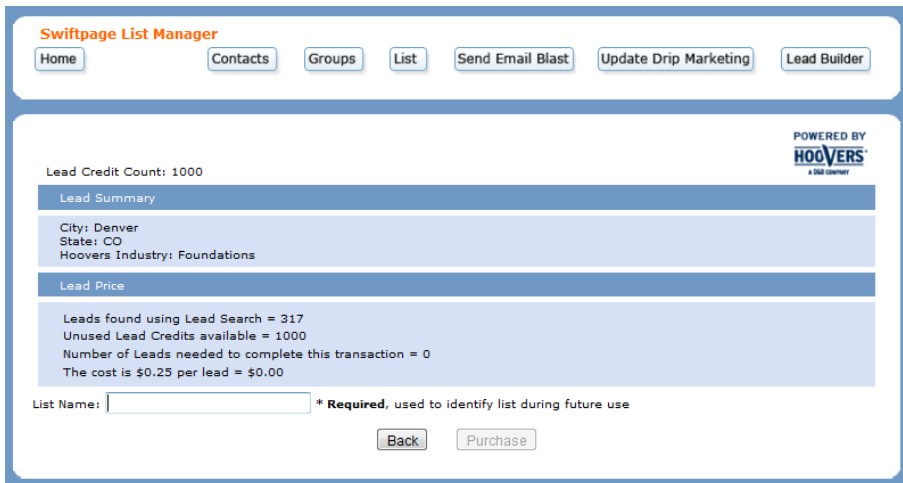 Swiftpage List Manager
Home Contacts Groups List Send Email Blast Update Drip Marketing Lead Builder
POWERED BY
HOOVERS
A D&B COMPANY
Lead Credit Count: 1000
Lead Summary
City: Denver
State: CO
Hoovers Industry: Foundations
Lead Price
Leads found using Lead Search = 317
Unused Lead Credits available = 1000
Number of Leads needed to complete this transaction = 0
The cost is $0.25 per lead = $0.00
List Name: * Required, used to identify list during future use
Back Purchase